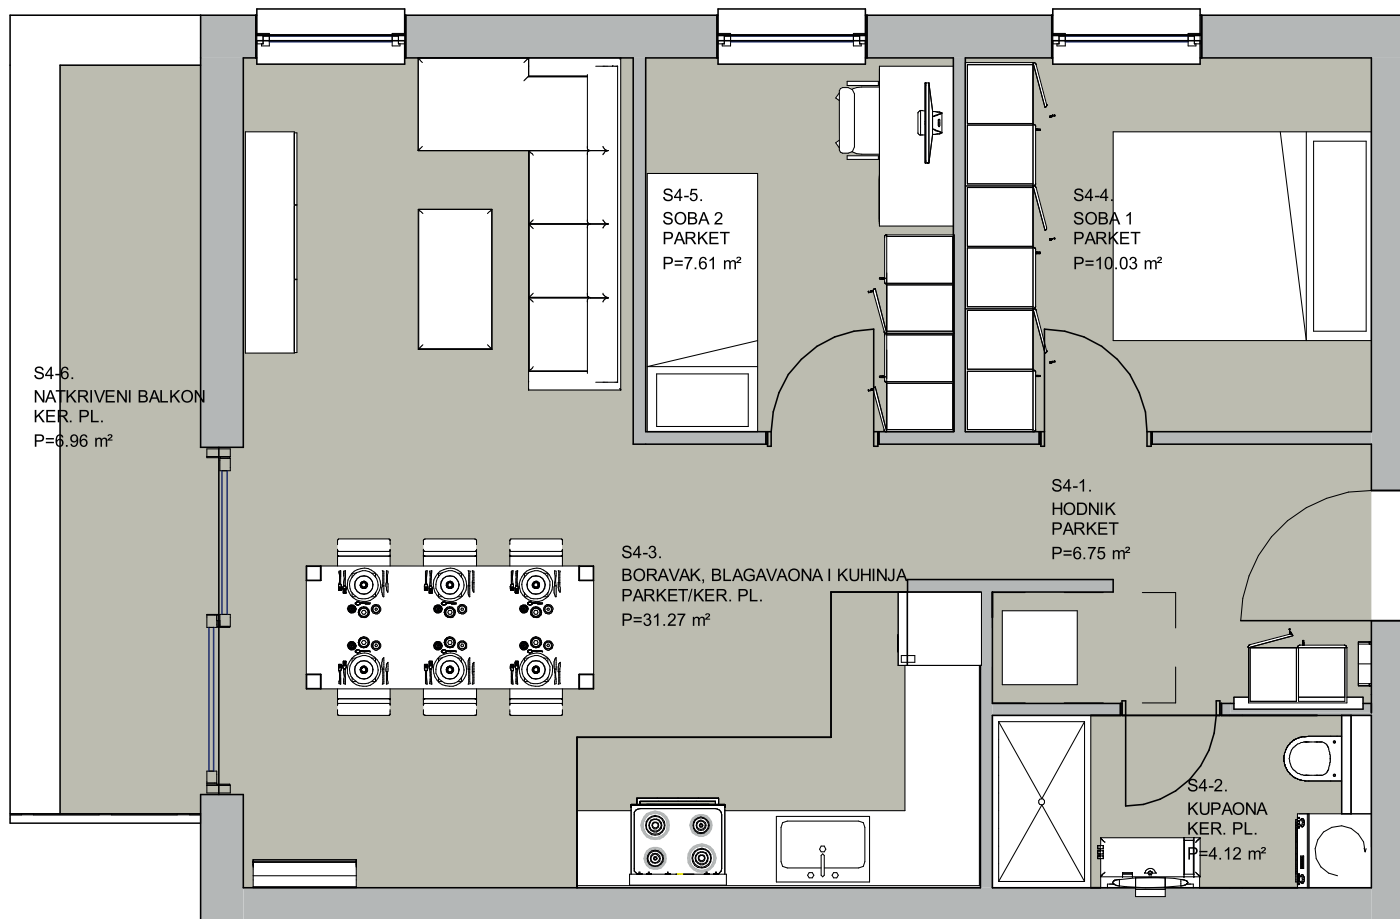 S4-5.
SOBA 2
PARKET
P=7.61 m²
S4-4.
SOBA 1
PARKET
P=10.03 m²
S4-6.
NATKRIVENI BALKON
KER. PL.
P=6.96 m²
S4-1.
HODNIK
PARKET
P=6.75 m²
S4-3.
BORAVAK, BLAGAVAONA I KUHINJA
PARKET/KER. PL.
P=31.27 m²
S4-2.
KUPAONA
KER. PL.
P=4.12 m²